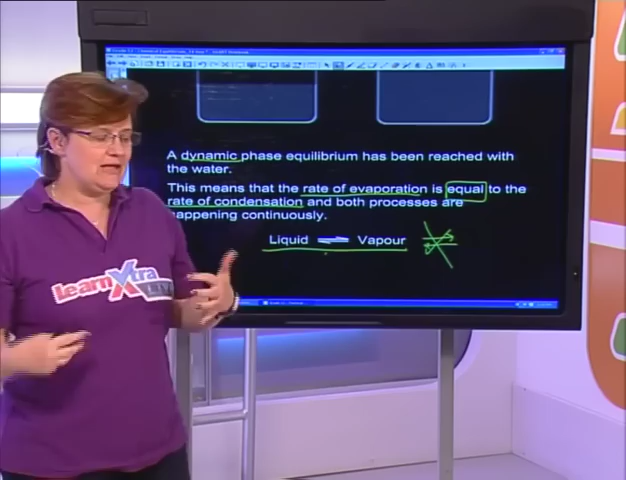 A dynamic phase equilibrium has been reached with
the water.
This means that the rate of evaporation is equal to the
rate of condensation and both processes are
happening continuously.
Liquid ⇌ Vapour
learn Xtra